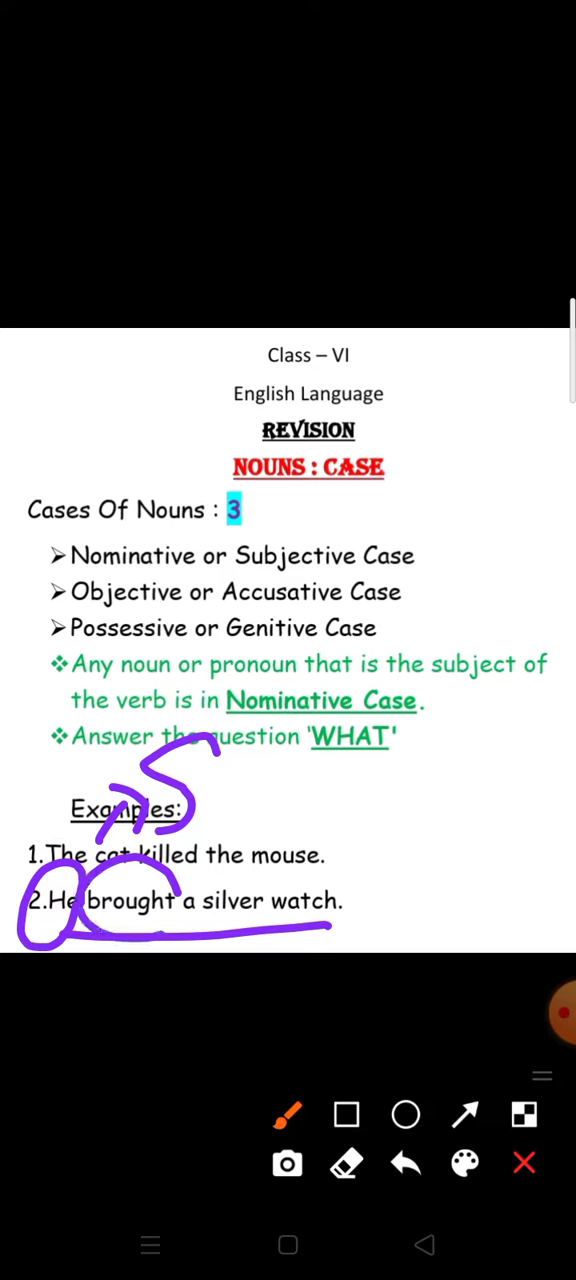 Class – VI
English Language
REVISION
NOUNS : CASE
Cases Of Nouns : 3
➢Nominative or Subjective Case
➢Objective or Accusative Case
➢Possessive or Genitive Case
❖Any noun or pronoun that is the subject of
the verb is in Nominative Case.
❖Answer the question ‘WHAT'
S
Examples:
1.The cat killed the mouse.
2.He brought a silver watch.